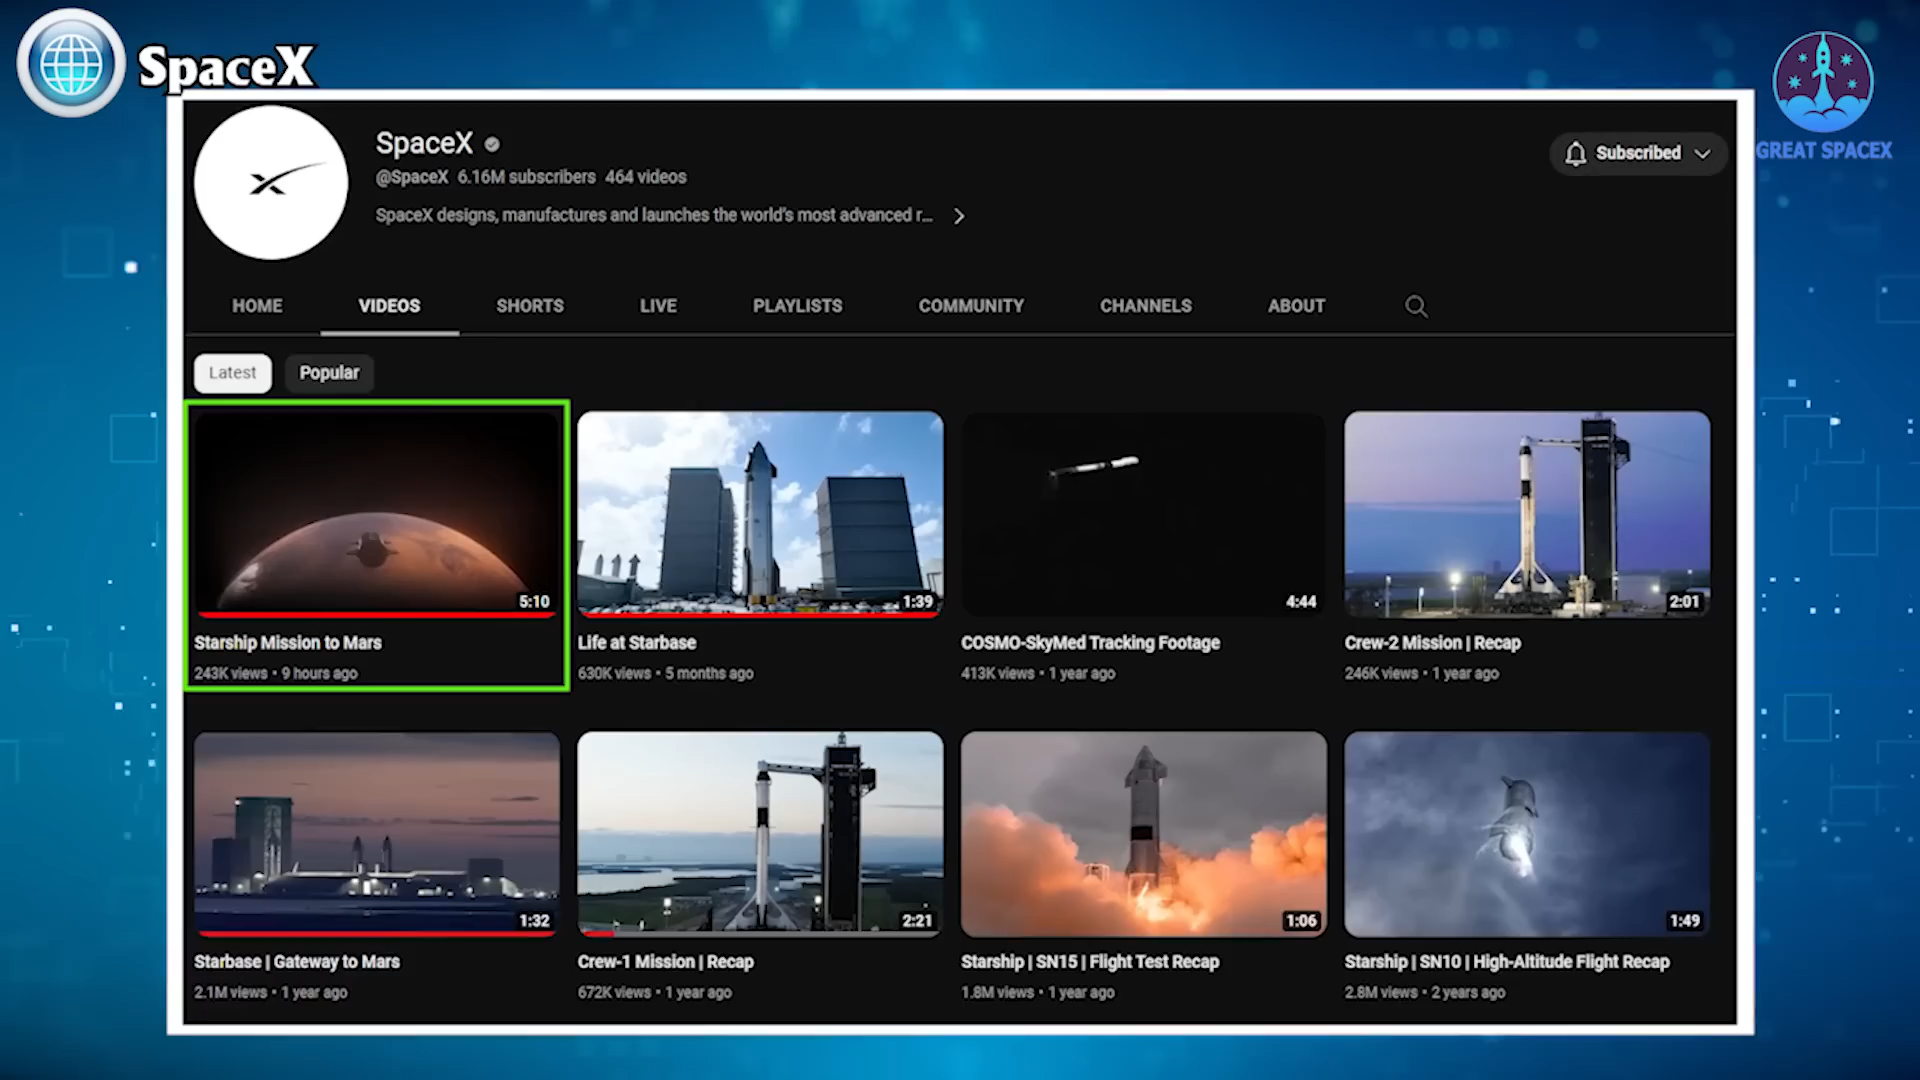 SpaceX
GREAT SPACEX
SpaceX
@SpaceX 6.16M subscribers 464 videos
SpaceX designs, manufactures and launches the world's most advanced r...
Subscribed
HOME VIDEOS SHORTS LIVE PLAYLISTS COMMUNITY CHANNELS ABOUT
Latest Popular
5:10 1:39 4:44 2:01
Starship Mission to Mars
243K views • 9 hours ago
Life at Starbase
630K views • 5 months ago
COSMO-SkyMed Tracking Footage
413K views • 1 year ago
Crew-2 Mission | Recap
246K views • 1 year ago
1:32 2:21 1:06 1:49
Starbase | Gateway to Mars
2.1M views • 1 year ago
Crew-1 Mission | Recap
672K views • 1 year ago
Starship | SN15 | Flight Test Recap
1.8M views • 1 year ago
Starship | SN10 | High-Altitude Flight Recap
2.8M views • 2 years ago